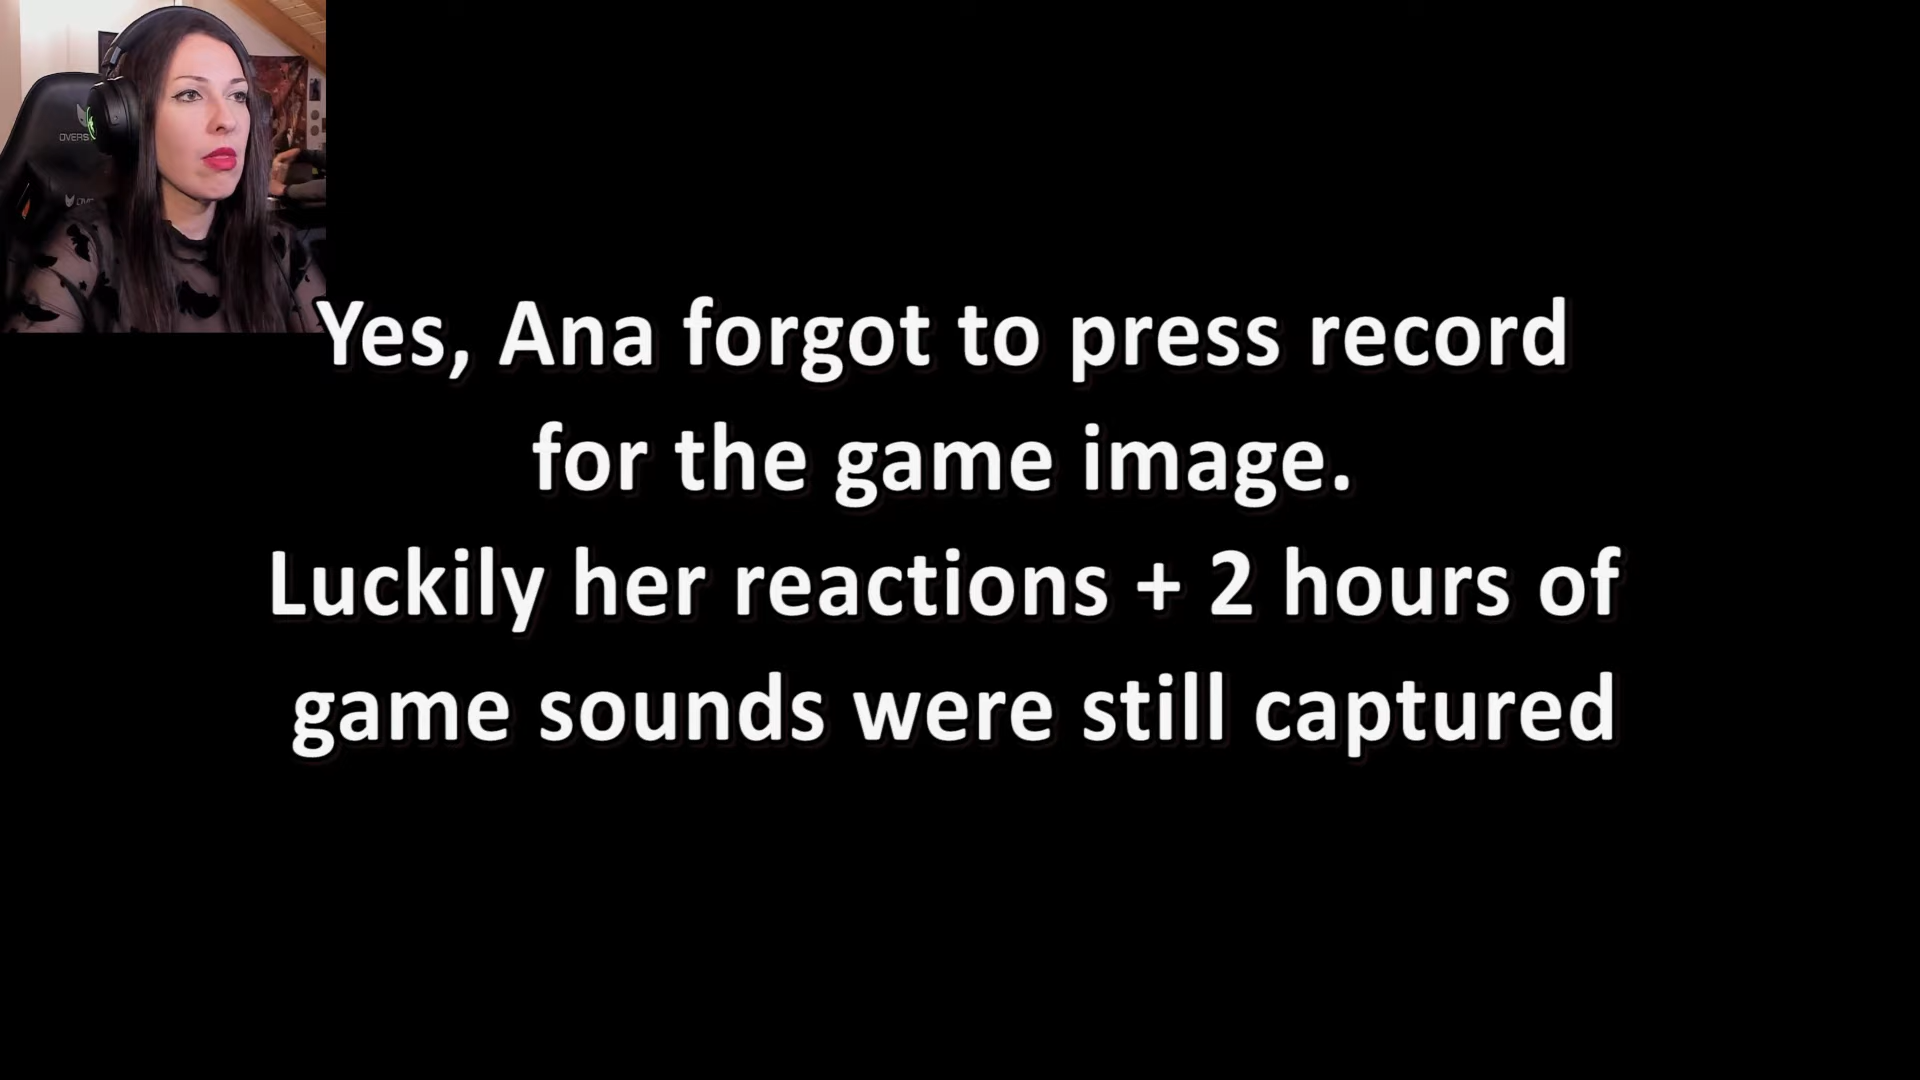 OVERS
Yes, Ana forgot to press record
for the game image.
Luckily her reactions + 2 hours of
game sounds were still captured